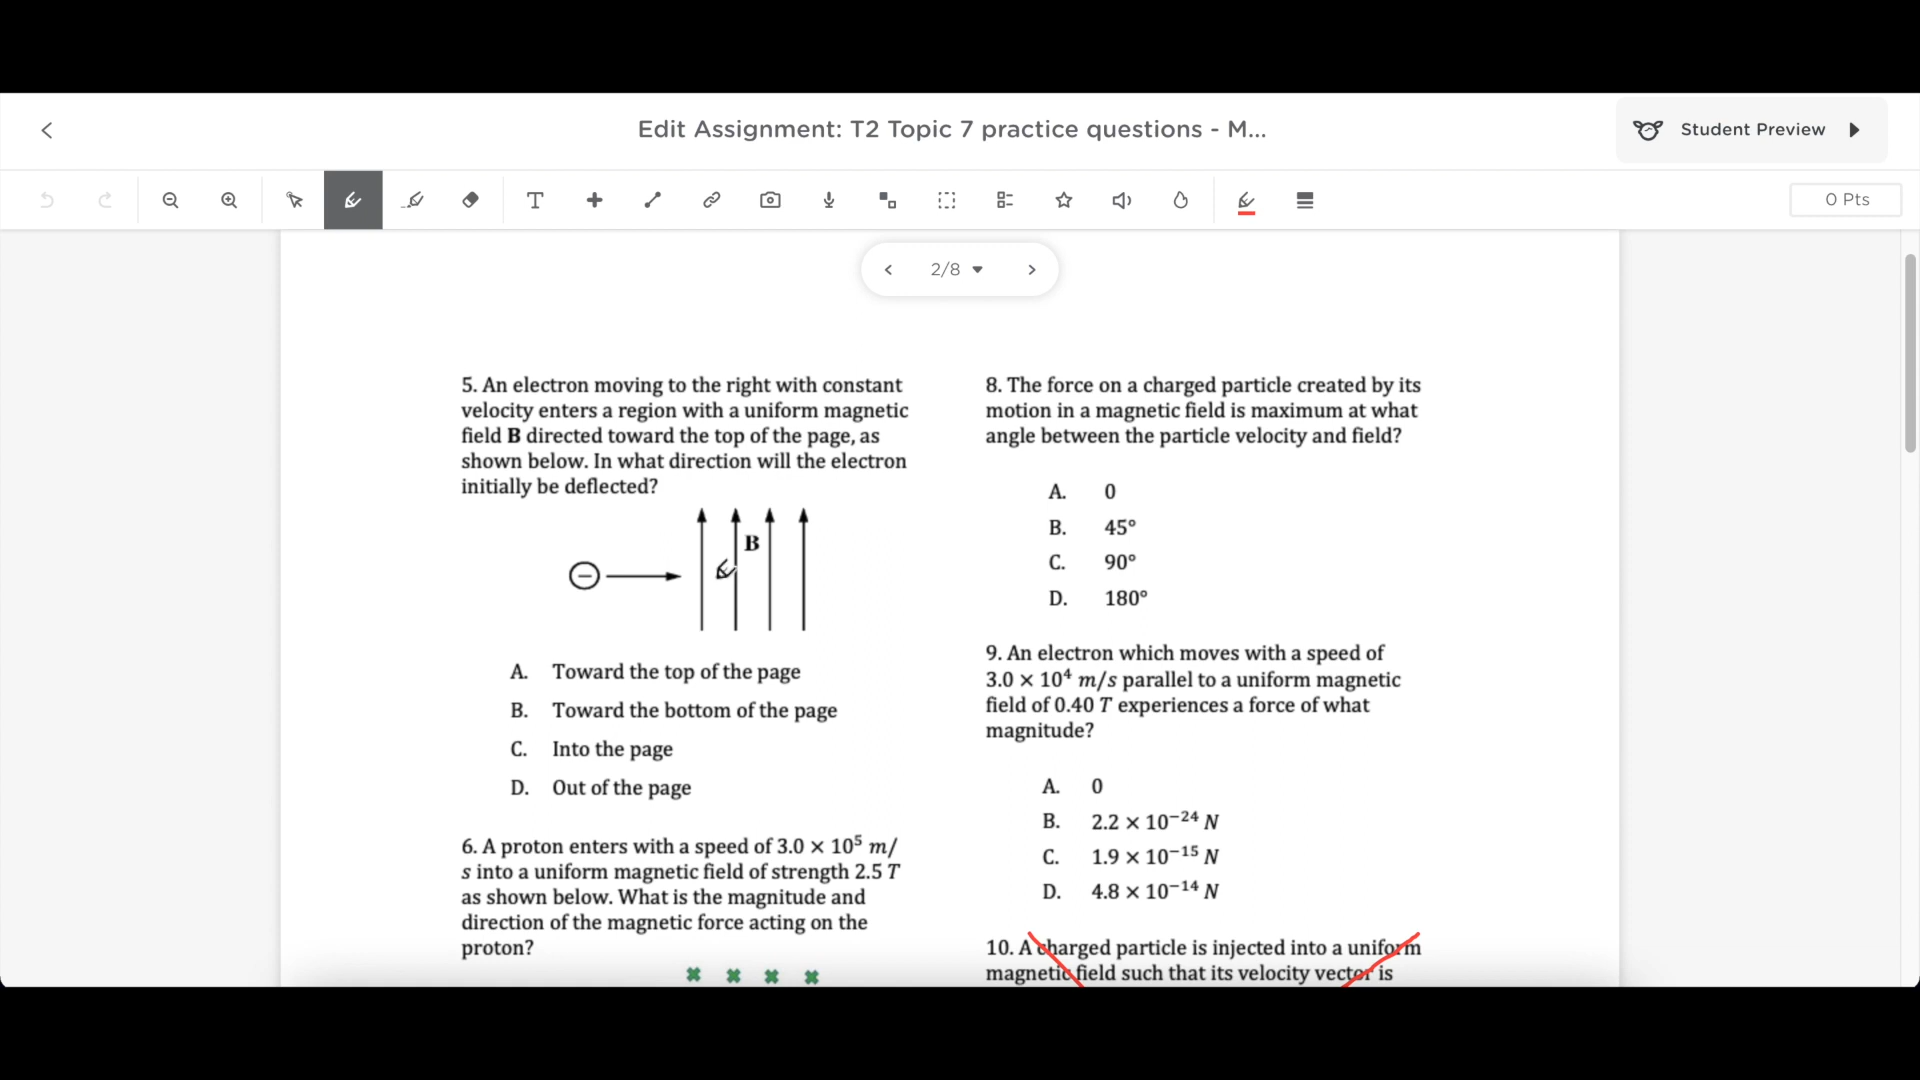 Edit Assignment: T2 Topic 7 practice questions - M...
Student Preview
0 Pts
2/8
5. An electron moving to the right with constant
velocity enters a region with a uniform magnetic
field B directed toward the top of the page, as
shown below. In what direction will the electron
initially be deflected?
B
A. Toward the top of the page
B. Toward the bottom of the page
C. Into the page
D. Out of the page
6. A proton enters with a speed of 3.0 × 10⁵ m/
s into a uniform magnetic field of strength 2.5 T
as shown below. What is the magnitude and
direction of the magnetic force acting on the
proton?
8. The force on a charged particle created by its
motion in a magnetic field is maximum at what
angle between the particle velocity and field?
A. 0
B. 45°
C. 90°
D. 180°
9. An electron which moves with a speed of
3.0 × 10⁴ m/s parallel to a uniform magnetic
field of 0.40 T experiences a force of what
magnitude?
A. 0
B. 2.2 × 10⁻²⁴ N
C. 1.9 × 10⁻¹⁵ N
D. 4.8 × 10⁻¹⁴ N
10. A charged particle is injected into a uniform
magnetic field such that its velocity vector is